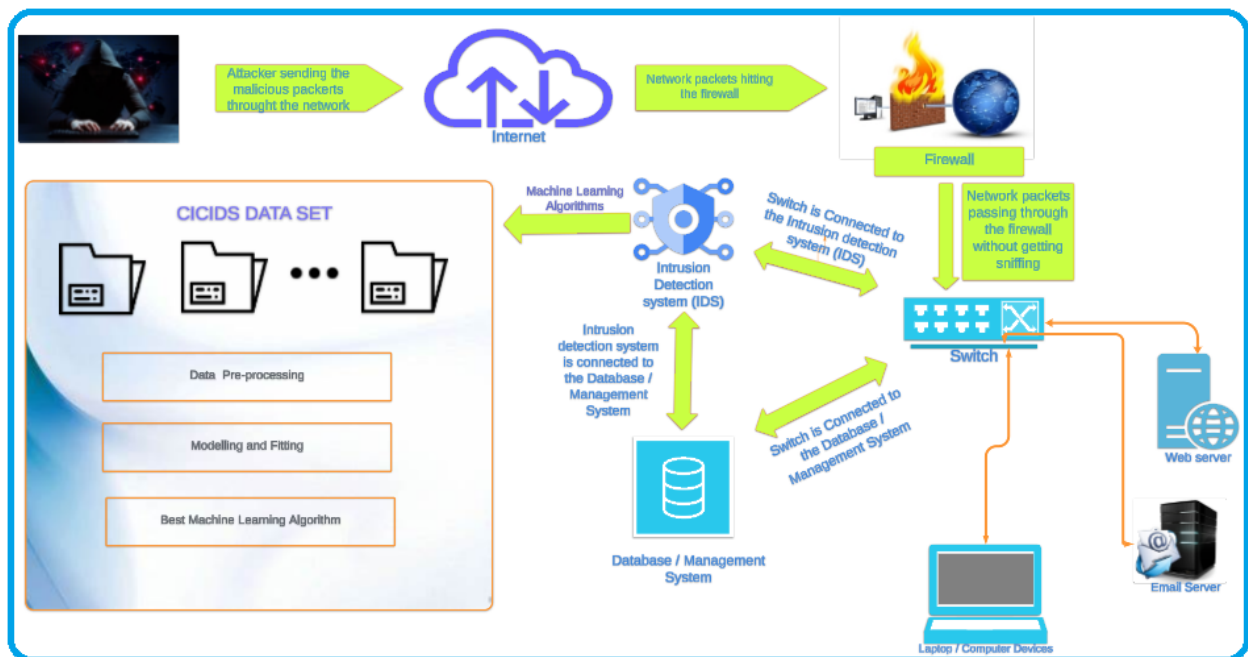 Attacker sending the
malicious packerts
throught the network
Internet
Network packets hitting
the firewall
Firewall
Network packets
passing through
the firewall
without getting
sniffing
CICIDS DATA SET
Machine Learning
Algorithms
Intrusion
Detection
system (IDS)
Switch is Connected to
the Intrusion detection
system (IDS)
Switch
Intrusion
detection system
is connected to
the Database /
Management
System
Data Pre-processing
Modelling and Fitting
Best Machine Learning Algorithm
Switch is Connected to
the Database /
Management System
Database / Management
System
Web server
@
Email Server
Laptop / Computer Devices